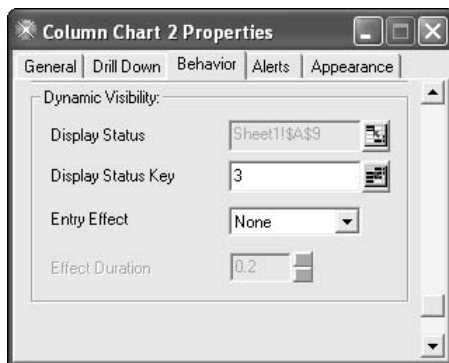 Column Chart 2 Properties
General Drill Down Behavior Alerts Appearance
Dynamic Visibility:
Display Status Sheet1!$A$9
Display Status Key 3
Entry Effect None
Effect Duration 0.2